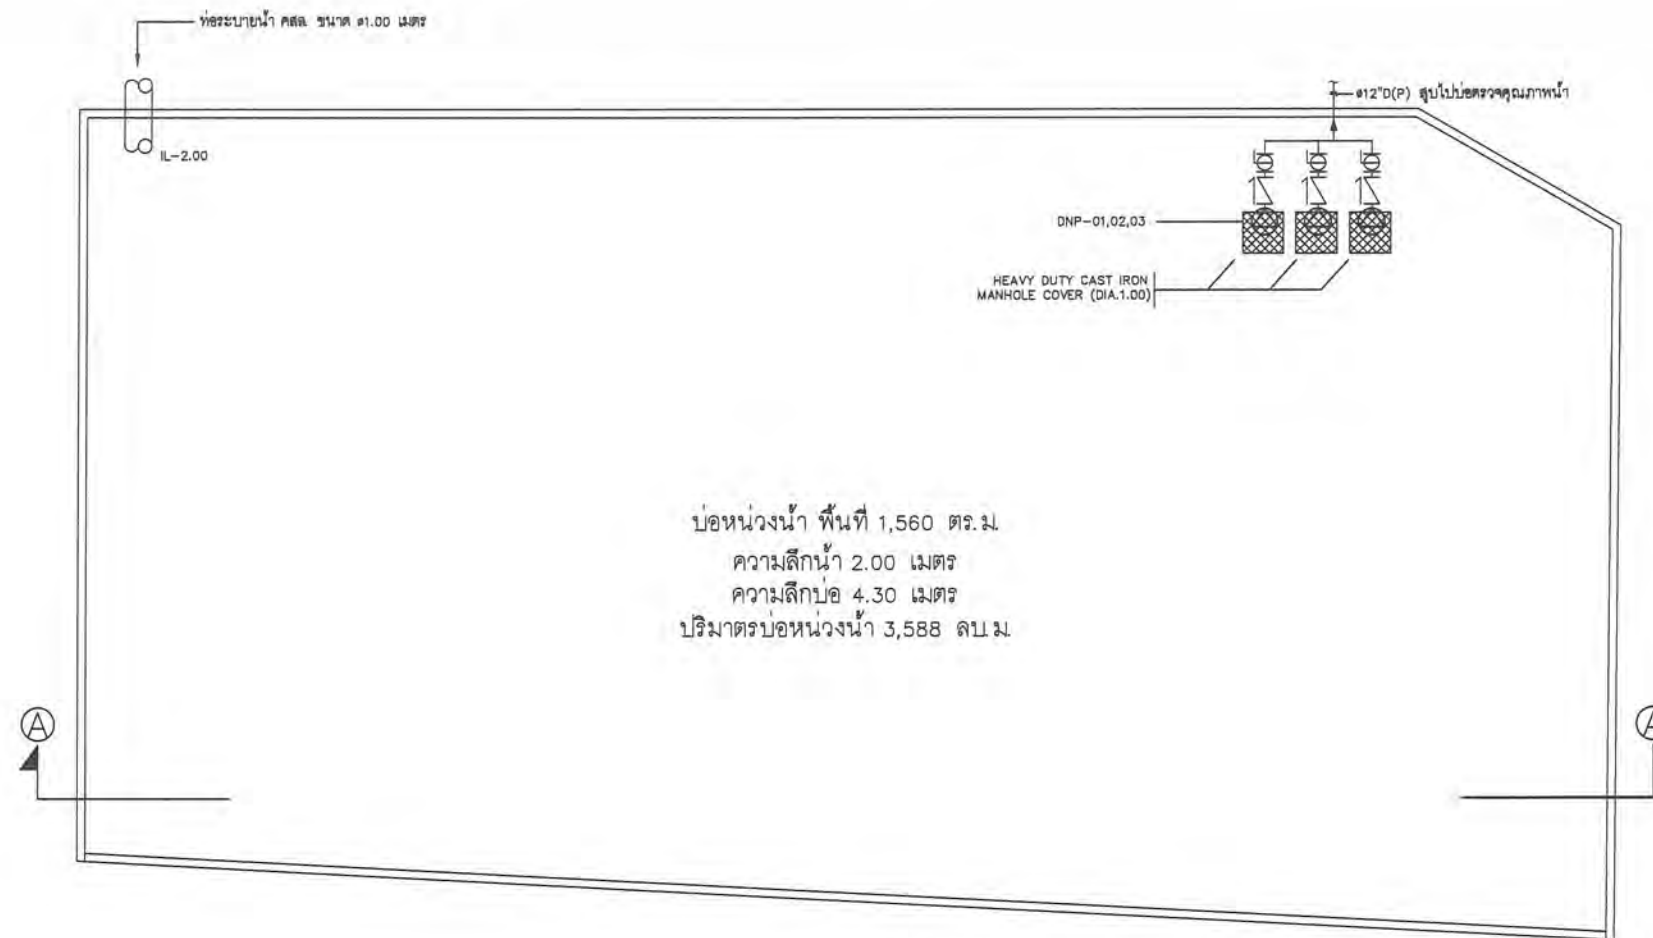 ท่อระบายน้ำ คสล. ขนาด ø1.00 เมตร
ø12"D(P) สูบไปบ่อตรวจคุณภาพน้ำ
IL-2.00
DNP-01,02,03
HEAVY DUTY CAST IRON
MANHOLE COVER (DIA.1.00)
บ่อหน่วงน้ำ พื้นที่ 1,560 ตร.ม.
ความลึกน้ำ 2.00 เมตร
ความลึกบ่อ 4.30 เมตร
ปริมาตรบ่อหน่วงน้ำ 3,588 ลบ.ม.
A
A